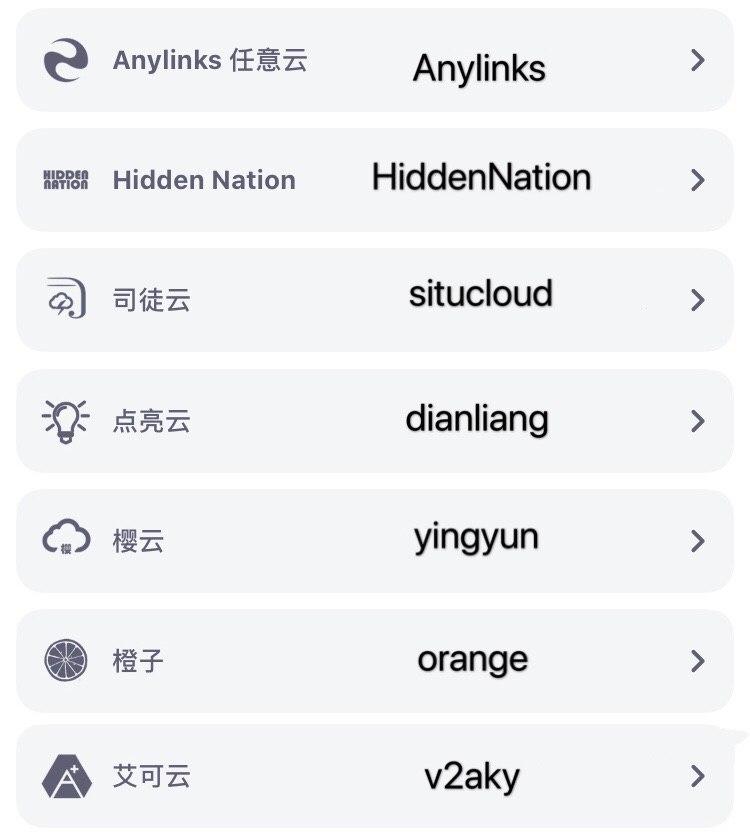 Anylinks 任意云 Anylinks
HIDDEN NATION Hidden Nation HiddenNation
司徒云 situcloud
点亮云 dianliang
樱 樱云 yingyun
橙子 orange
A+ 艾可云 v2aky